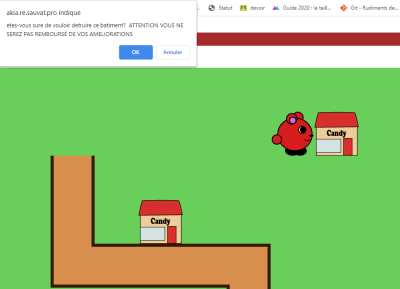 akia.re.sauvat.pro indique
Statut devoir Guide 2020 : la taill... Git - Rudiments de...
etes-vous sure de vouloir detruire ce batiment? ATTENTION VOUS NE
SEREZ PAS REMBOURSÉ DE VOS AMELIORATIONS
OK Annuler
Candy
Candy